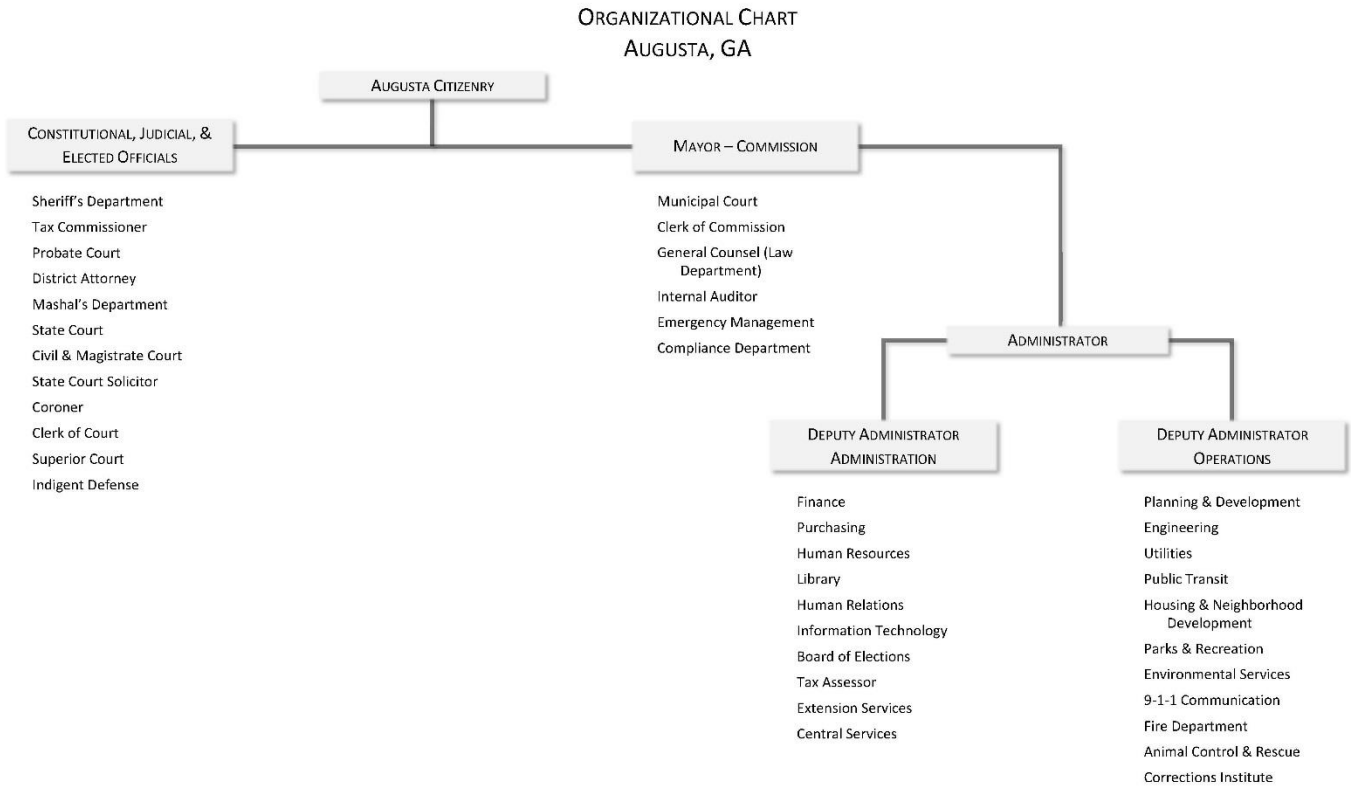 ORGANIZATIONAL CHART
AUGUSTA, GA
AUGUSTA CITIZENRY
CONSTITUTIONAL, JUDICIAL, &
ELECTED OFFICIALS
Sheriff's Department
Tax Commissioner
Probate Court
District Attorney
Mashal's Department
State Court
Civil & Magistrate Court
State Court Solicitor
Coroner
Clerk of Court
Superior Court
Indigent Defense
MAYOR – COMMISSION
Municipal Court
Clerk of Commission
General Counsel (Law
Department)
Internal Auditor
Emergency Management
Compliance Department
ADMINISTRATOR
DEPUTY ADMINISTRATOR
ADMINISTRATION
Finance
Purchasing
Human Resources
Library
Human Relations
Information Technology
Board of Elections
Tax Assessor
Extension Services
Central Services
DEPUTY ADMINISTRATOR
OPERATIONS
Planning & Development
Engineering
Utilities
Public Transit
Housing & Neighborhood
Development
Parks & Recreation
Environmental Services
9-1-1 Communication
Fire Department
Animal Control & Rescue
Corrections Institute